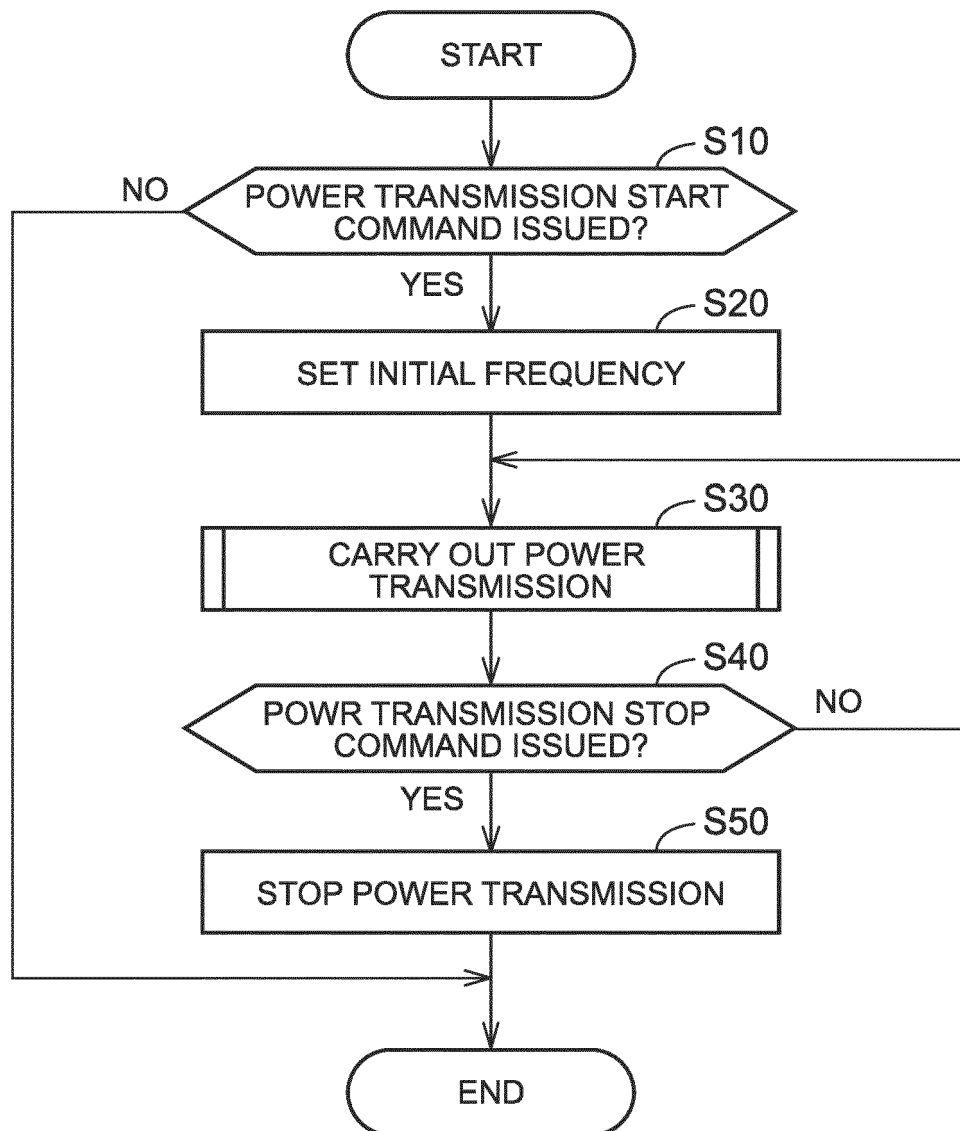 START
S10
NO
POWER TRANSMISSION START
COMMAND ISSUED?
YES
S20
SET INITIAL FREQUENCY
S30
CARRY OUT POWER
TRANSMISSION
S40
POWR TRANSMISSION STOP
COMMAND ISSUED?
NO
YES
S50
STOP POWER TRANSMISSION
END